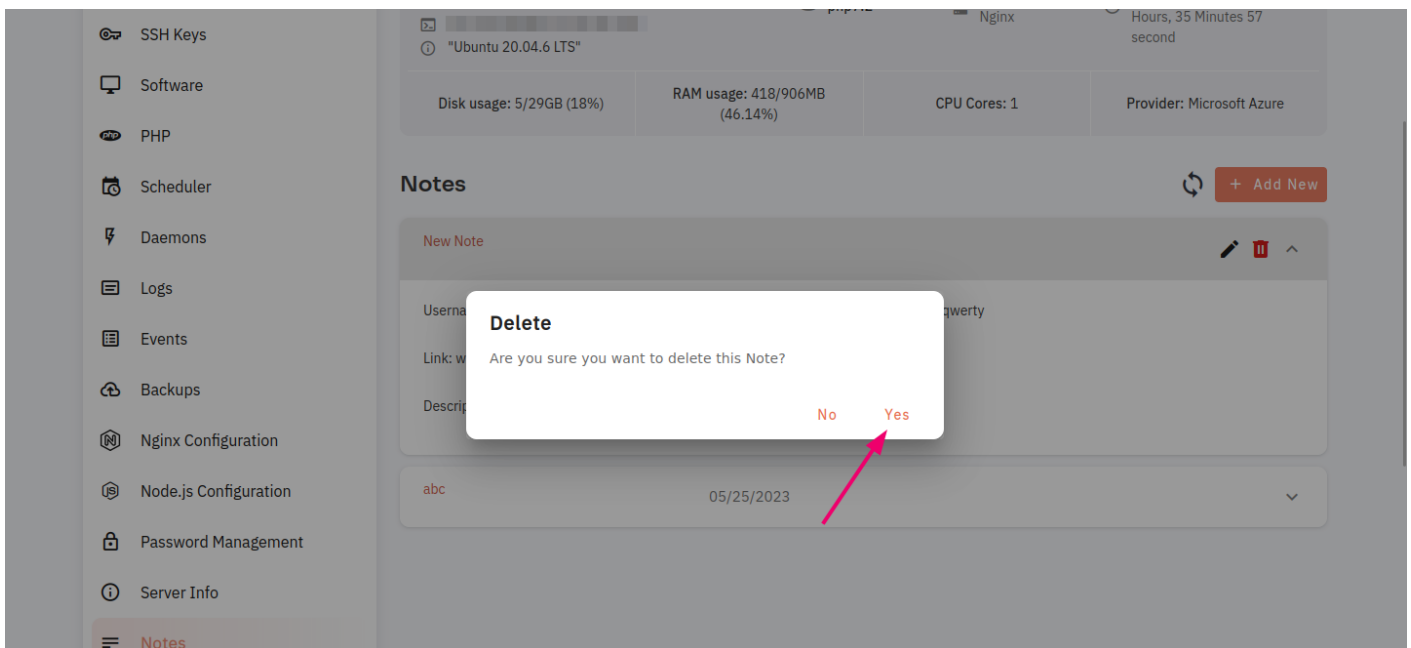 SSH Keys
Software
PHP
Scheduler
Daemons
Logs
Events
Backups
Nginx Configuration
Node.js Configuration
Password Management
Server Info
Notes
Nginx
Hours, 35 Minutes 57
second
"Ubuntu 20.04.6 LTS"
Disk usage: 5/29GB (18%)
RAM usage: 418/906MB
(46.14%)
CPU Cores: 1
Provider: Microsoft Azure
Notes
+ Add New
New Note
Userna
qwerty
Link: w
Descrip
Delete
Are you sure you want to delete this Note?
No
Yes
abc
05/25/2023